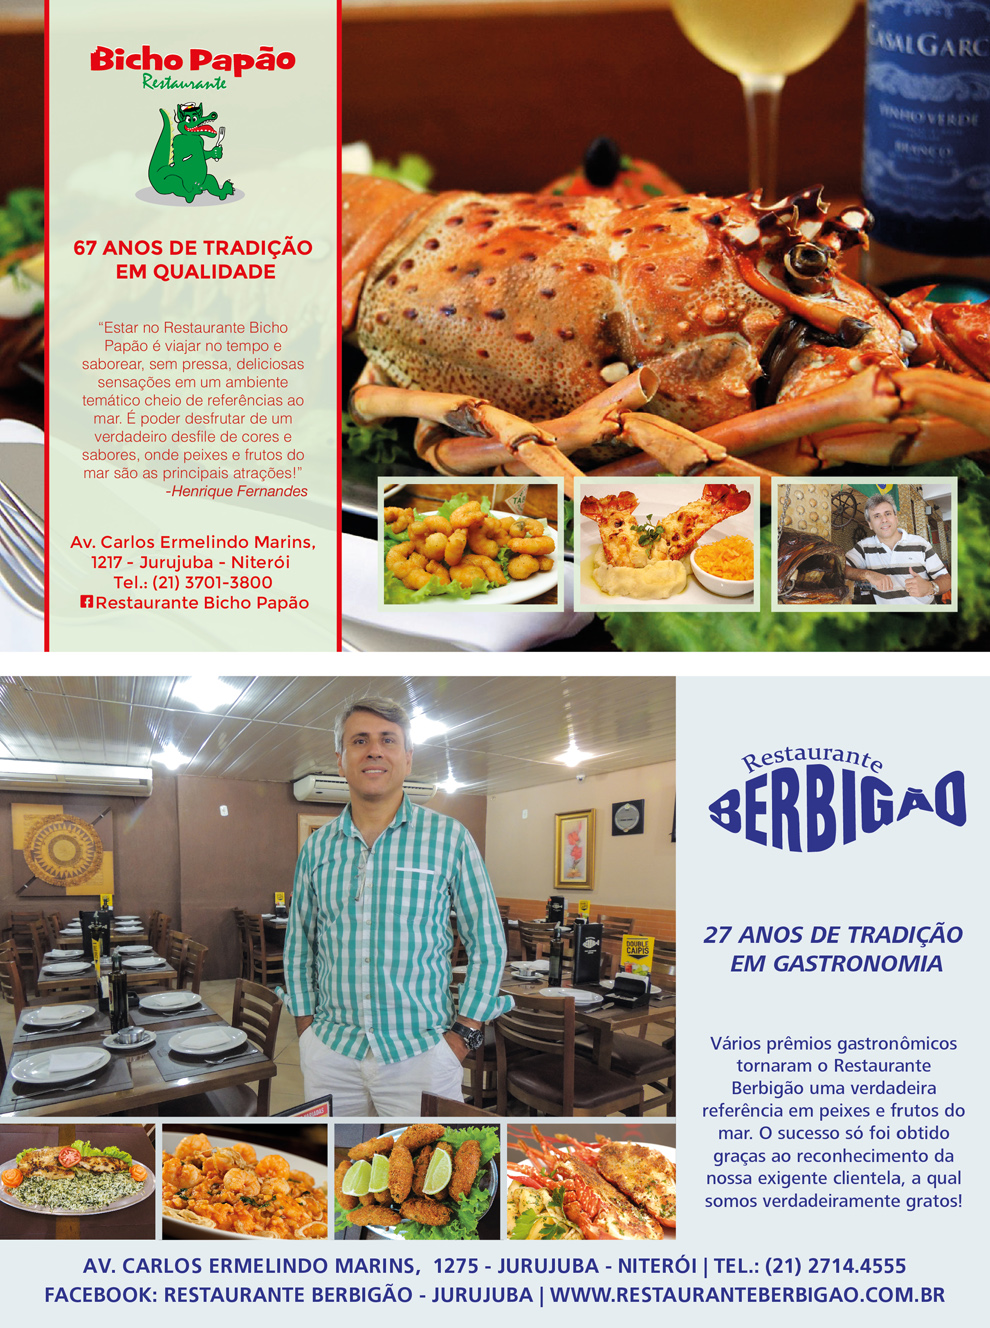 Bicho Papão
Restaurante
67 ANOS DE TRADIÇÃO
EM QUALIDADE
“Estar no Restaurante Bicho
Papão é viajar no tempo e
saborear, sem pressa, deliciosas
sensações em um ambiente
temático cheio de referências ao
mar. É poder desfrutar de um
verdadeiro desfile de cores e
sabores, onde peixes e frutos do
mar são as principais atrações!”
-Henrique Fernandes
Av. Carlos Ermelindo Marins,
1217 - Jurujuba - Niterói
Tel.: (21) 3701-3800
Restaurante Bicho Papão
CASALGARC
VINHO VERDE
BRANCO
Restaurante
BERBIGÃO
27 ANOS DE TRADIÇÃO
EM GASTRONOMIA
DOUBLE
CAIPIS
Vários prêmios gastronômicos
tornaram o Restaurante
Berbigão uma verdadeira
referência em peixes e frutos do
mar. O sucesso só foi obtido
graças ao reconhecimento da
nossa exigente clientela, a qual
somos verdadeiramente gratos!
AV. CARLOS ERMELINDO MARINS, 1275 - JURUJUBA - NITERÓI | TEL.: (21) 2714.4555
FACEBOOK: RESTAURANTE BERBIGÃO - JURUJUBA | WWW.RESTAURANTEBERBIGAO.COM.BR